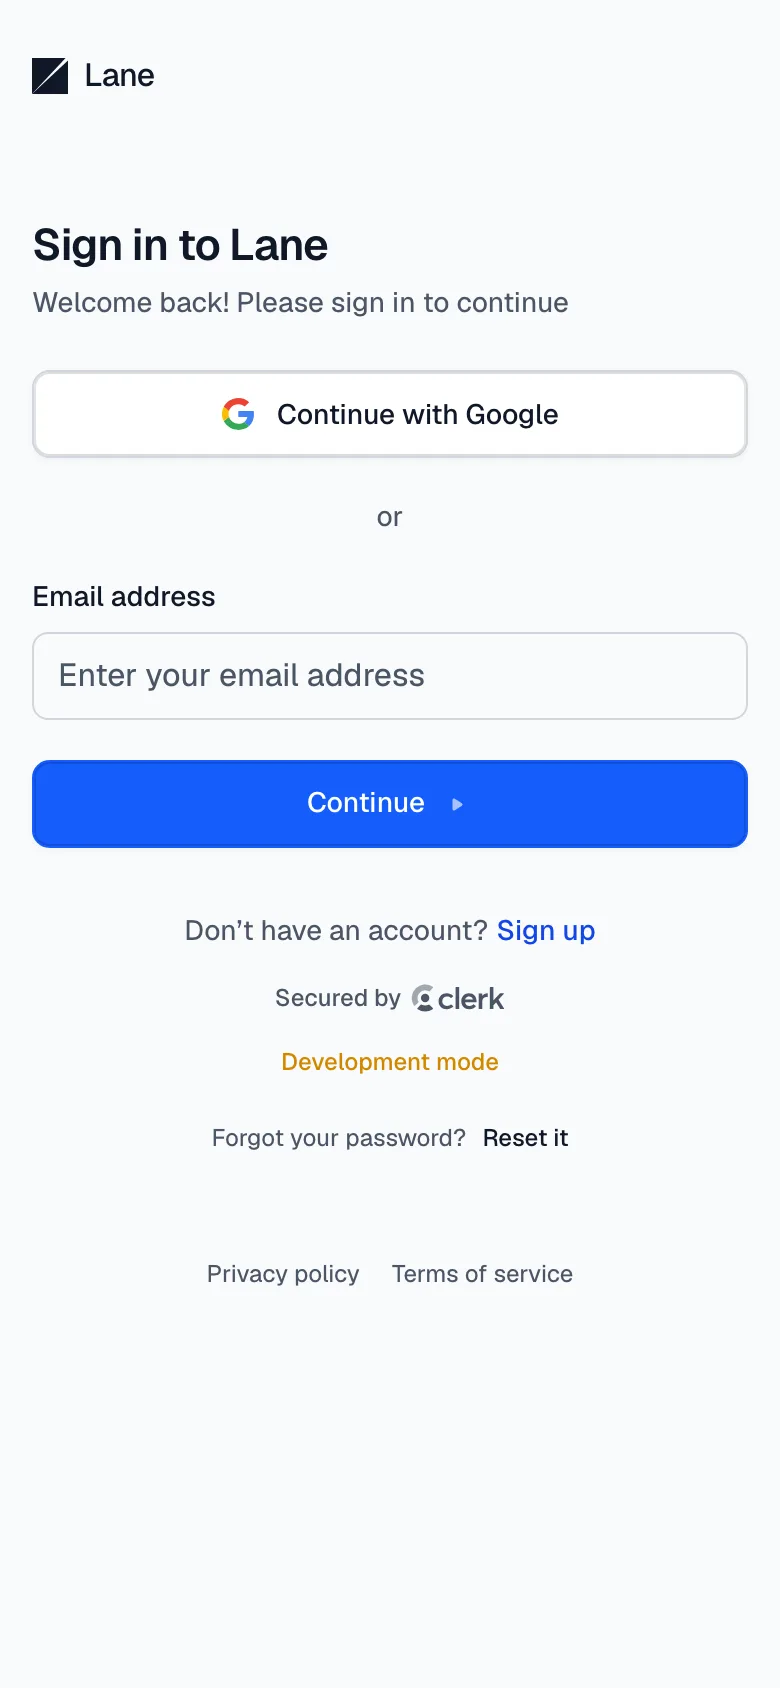 Lane
Sign in to Lane
Welcome back! Please sign in to continue
Continue with Google
or
Email address
Enter your email address
Continue
Don’t have an account? Sign up
Secured by clerk
Development mode
Forgot your password? Reset it
Privacy policy Terms of service